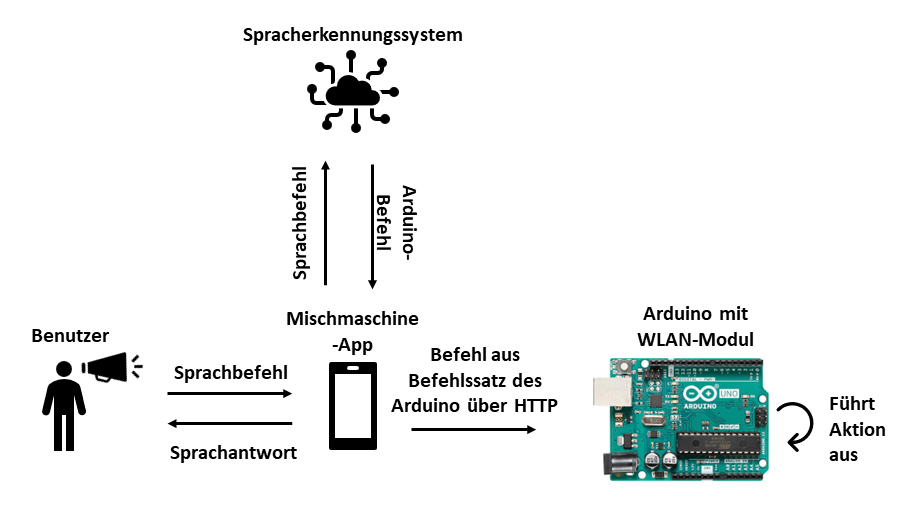 Spracherkennungssystem
Sprachbefehl
Arduino-
Befehl
Benutzer
Sprachbefehl
Sprachantwort
Mischmaschine
-App
Befehl aus
Befehlssatz des
Arduino über HTTP
Arduino mit
WLAN-Modul
UNO
ARDUINO
Führt
Aktion
aus